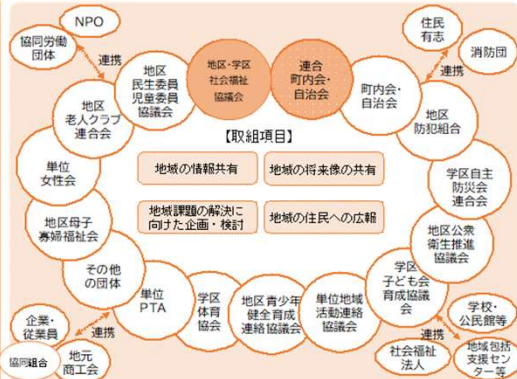 NPO
協同労働
団体
連携
住民
有志
消防団
連携
地区
民生委員
児童委員
協議会
地区・学区
社会福祉
協議会
連合
町内会・
自治会
町内会・
自治会
地区
老人クラブ
連合会
地区
防犯組合
【取組項目】
単位
女性会
地域の情報共有
地域の将来像の共有
学区自主
防災会
連合会
地区母子
寡婦福祉会
地域課題の解決に
向けた企画・検討
地域の住民への広報
地区公衆
衛生推進
協議会
その他
の団体
単位
PTA
学区
体育
協会
地区青少年
健全育成
連絡協議会
単位地域
活動連絡
協議会
学区
子ども会
育成協議
会
企業・
従業員
連携
協同組合
地元
商工会
学校・
公民館等
連携
社会福祉
法人
地域包括
支援セン
ター等